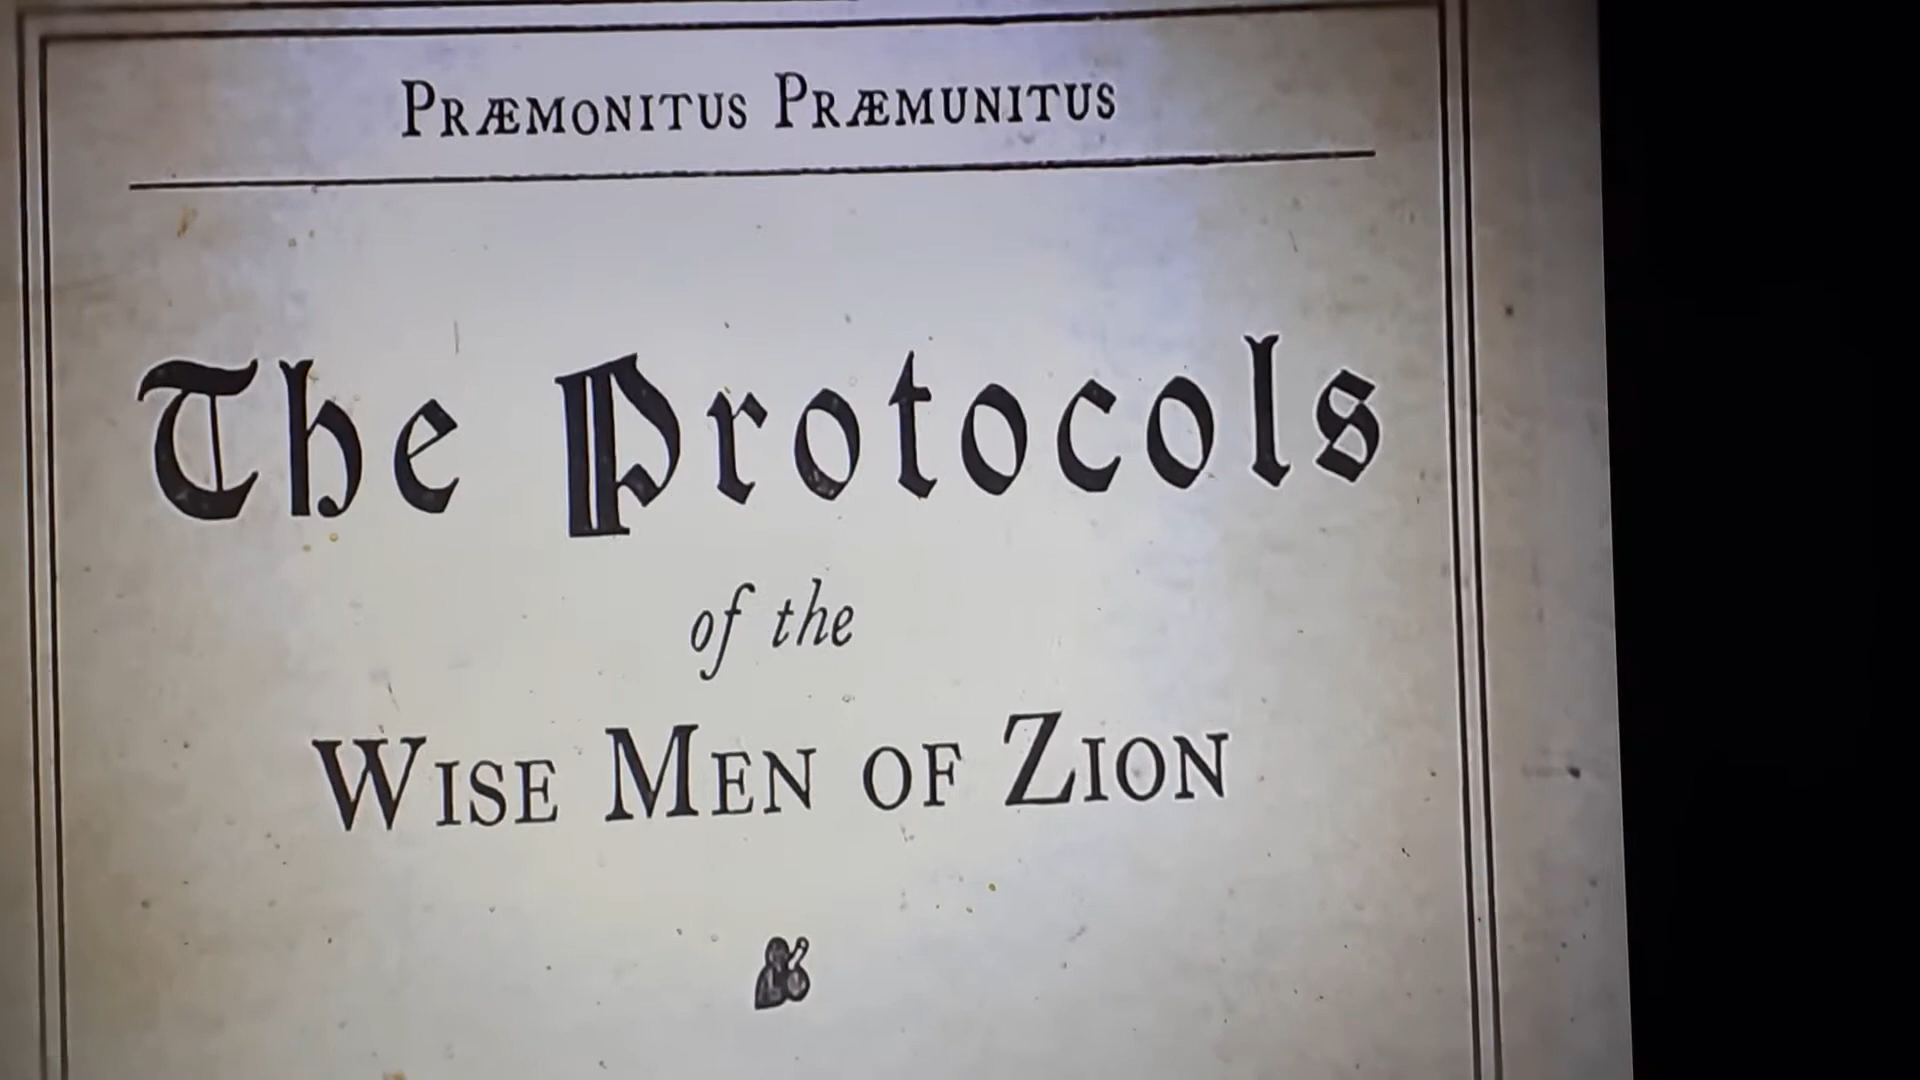 PRÆMONITUS PRÆMUNITUS
The Protocols
of the
WISE MEN OF ZION